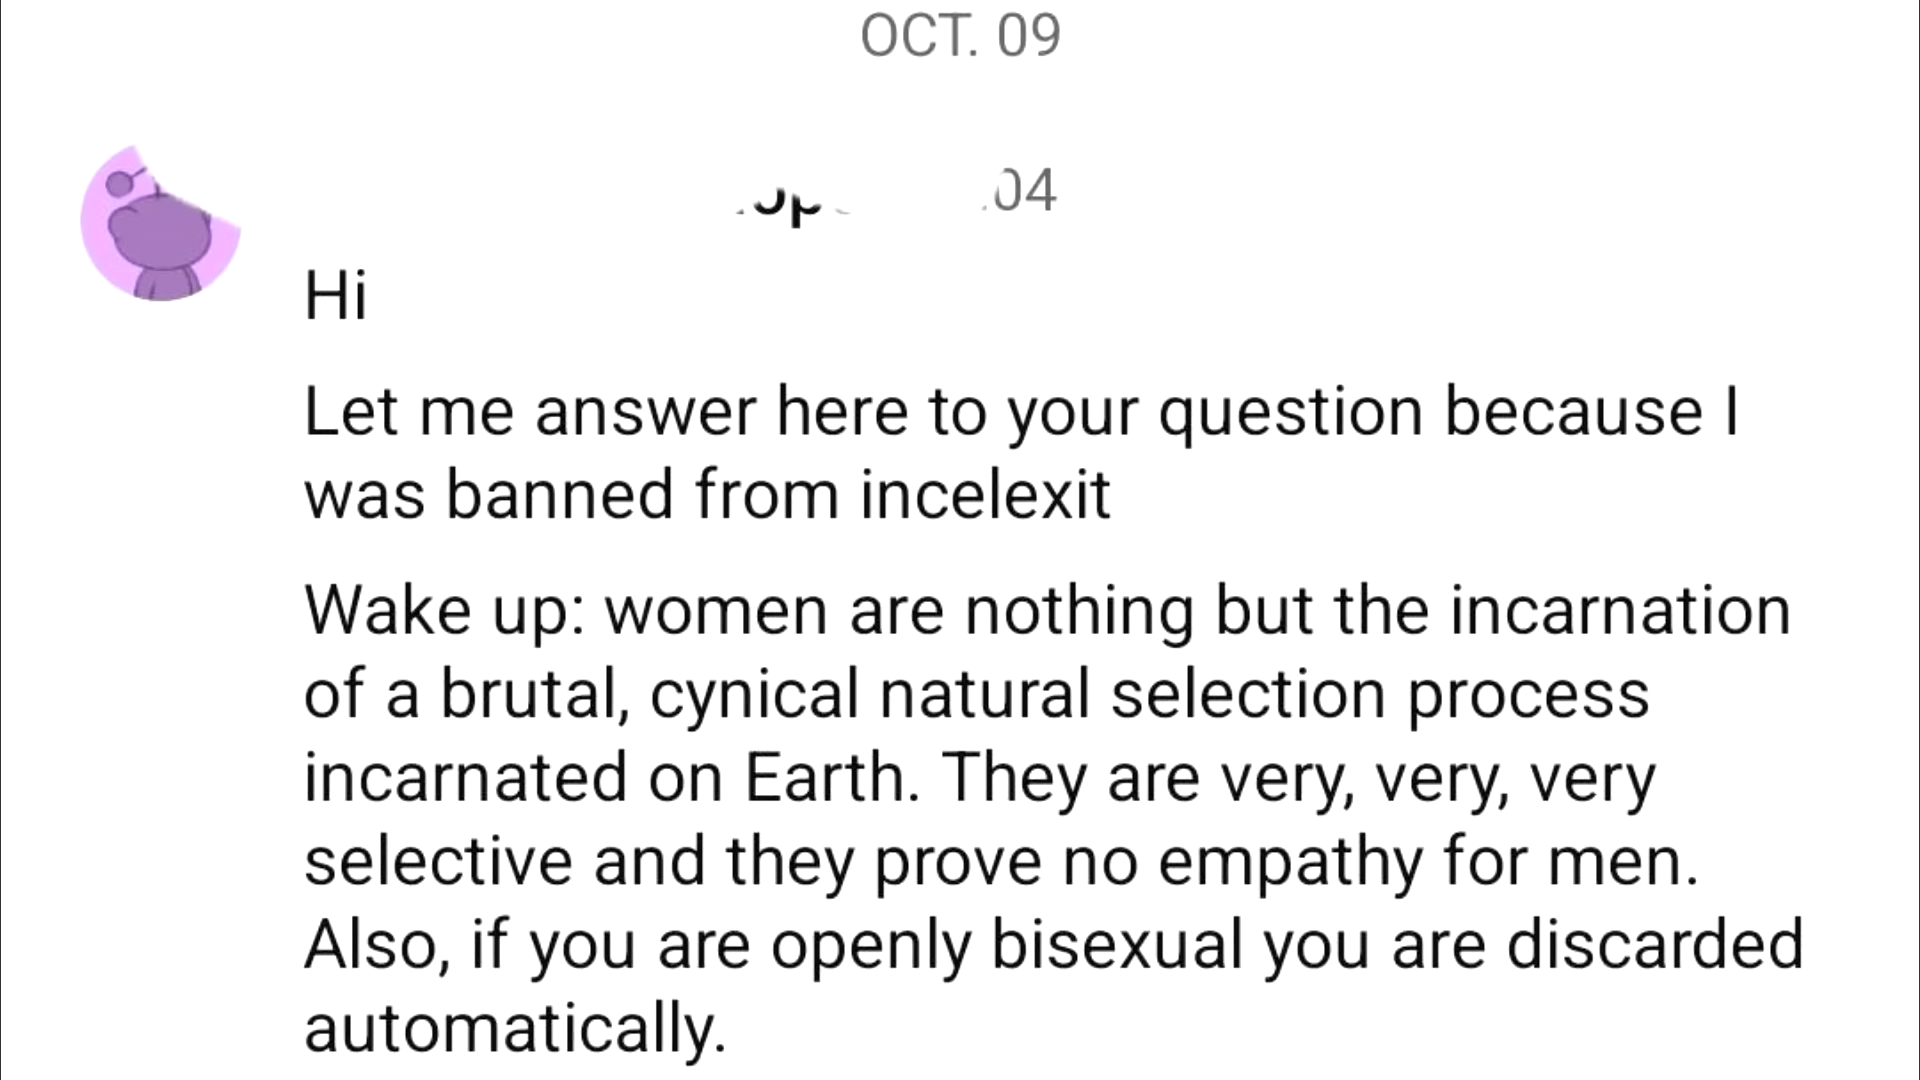 OCT. 09
04
Hi
Let me answer here to your question because I
was banned from incelexit
Wake up: women are nothing but the incarnation
of a brutal, cynical natural selection process
incarnated on Earth. They are very, very, very
selective and they prove no empathy for men.
Also, if you are openly bisexual you are discarded
automatically.